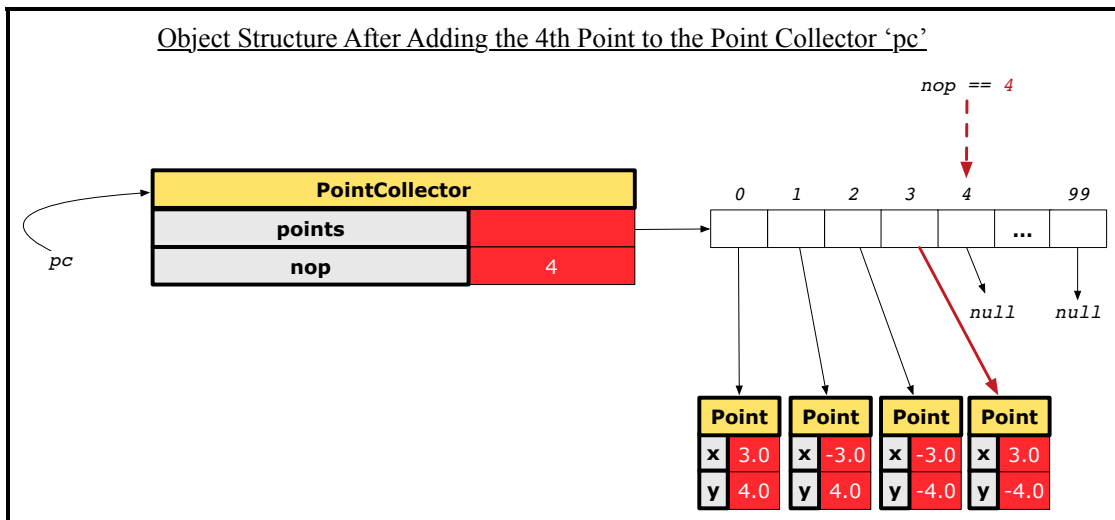 Object Structure After Adding the 4th Point to the Point Collector ‘pc’
nop == 4
PointCollector
points
nop 4
pc
0 1 2 3 4 99
...
null null
Point Point Point Point
x 3.0 x -3.0 x -3.0 x 3.0
y 4.0 y 4.0 y -4.0 y -4.0